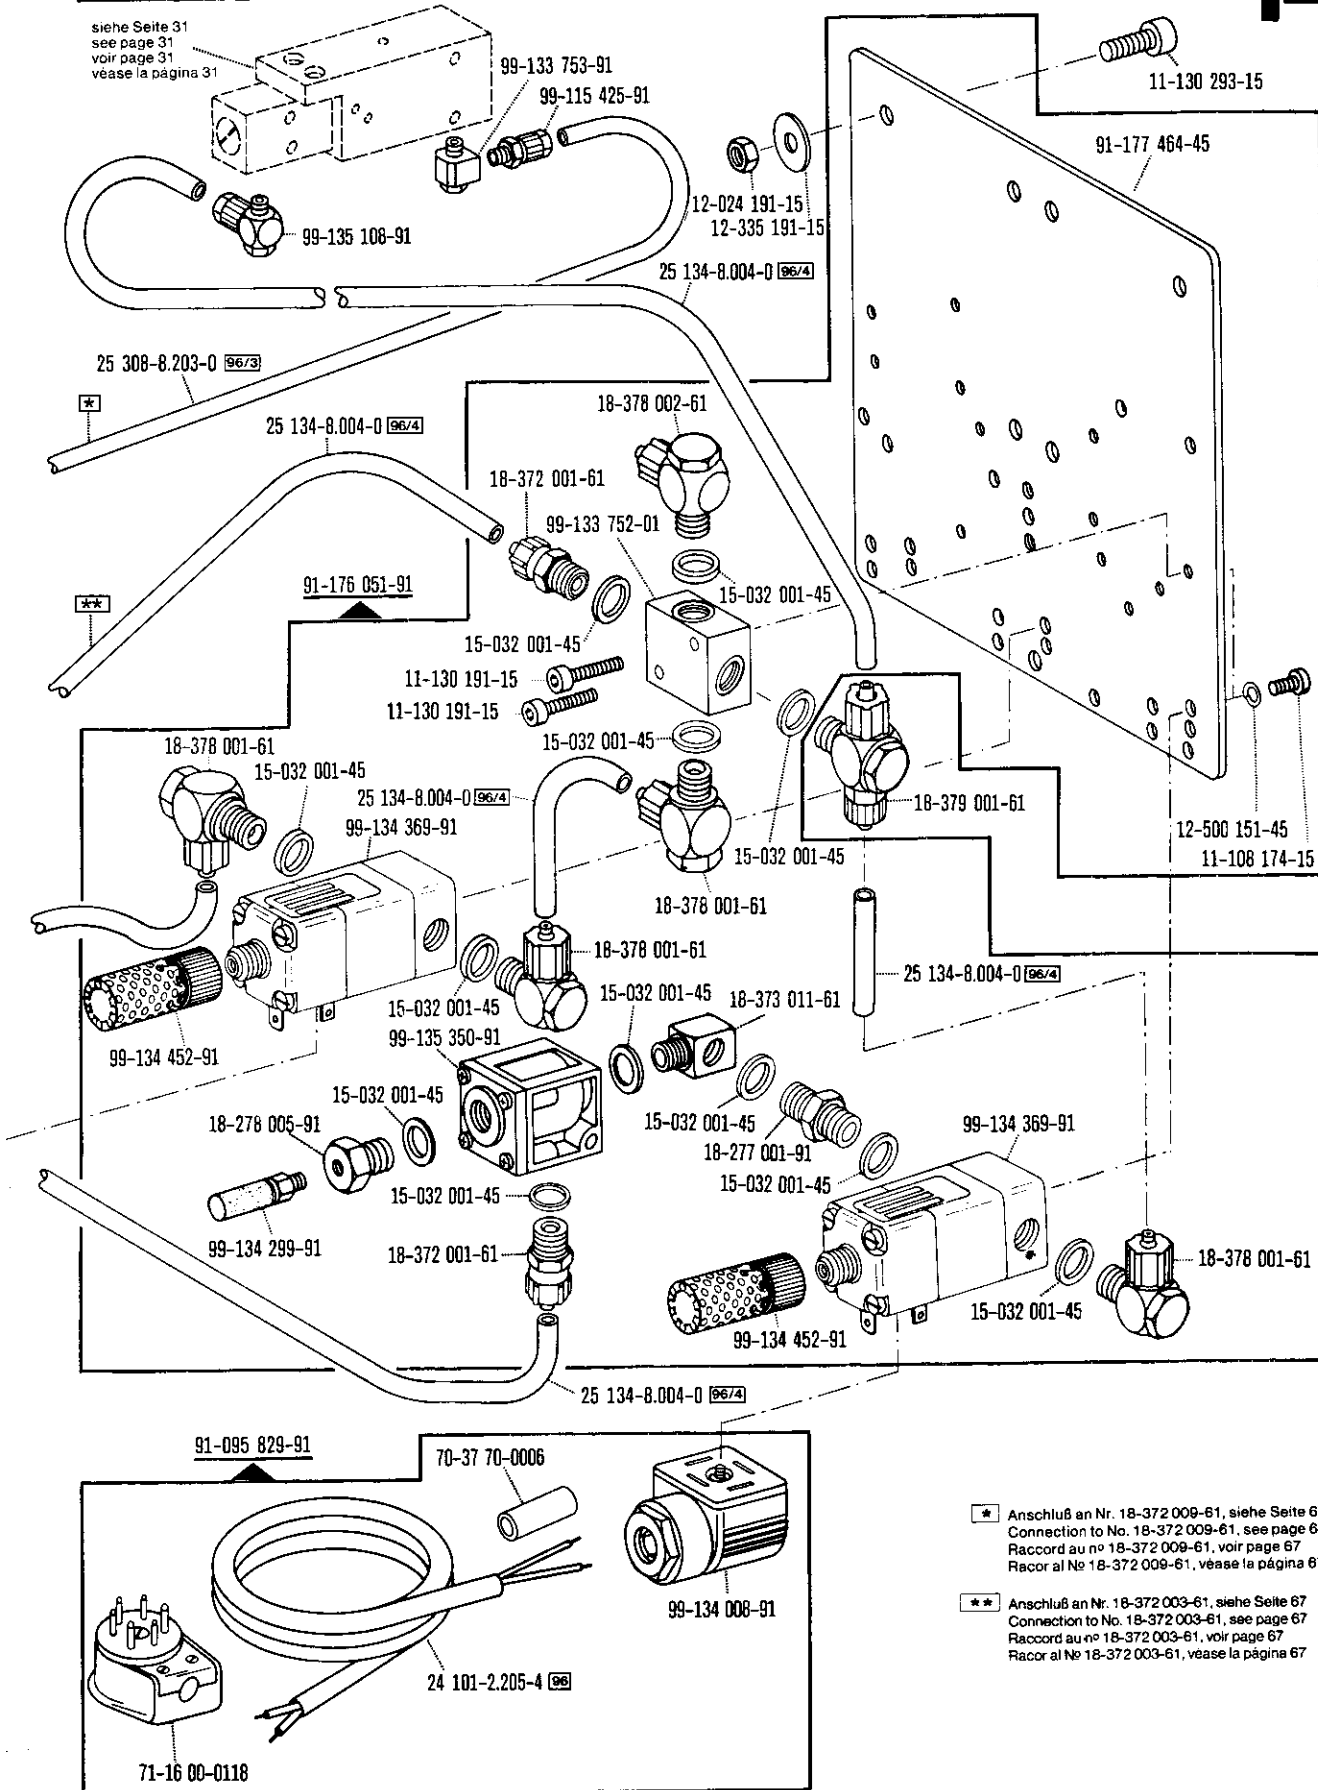 siehe Seite 31
see page 31
voir page 31
véase la página 31
99-133 753-91
99-115 425-91
11-130 293-15
91-177 464-45
12-024 191-15
12-335 191-15
99-135 108-91
25 134-8.004-0 96/4
25 308-8.203-0 96/3
*
25 134-8.004-0 96/4
18-378 002-61
18-372 001-61
99-133 752-01
91-176 051-91
15-032 001-45
**
15-032 001-45
11-130 191-15
11-130 191-15
18-378 001-61
15-032 001-45
15-032 001-45
25 134-8.004-0 96/4
99-134 369-91
18-379 001-61
12-500 151-45
15-032 001-45
11-108 174-15
18-378 001-61
18-378 001-61
25 134-8.004-0 96/4
15-032 001-45
15-032 001-45
18-373 011-61
99-135 350-91
99-134 452-91
15-032 001-45
18-278 005-91
15-032 001-45
99-134 369-91
18-277 001-91
15-032 001-45
15-032 001-45
99-134 299-91
18-372 001-61
18-378 001-61
15-032 001-45
99-134 452-91
25 134-8.004-0 96/4
91-095 829-91
70-37 70-0006
99-134 008-91
24 101-2.205-4 96
71-16 00-0118
* Anschluß an Nr. 18-372 009-61, siehe Seite 6
Connection to No. 18-372 009-61, see page 6
Raccord au nº 18-372 009-61, voir page 67
Racor al Nº 18-372 009-61, véase la página 6
** Anschluß an Nr. 18-372 003-61, siehe Seite 67
Connection to No. 18-372 003-61, see page 67
Raccord au nº 18-372 003-61, voir page 67
Racor al Nº 18-372 003-61, véase la página 67